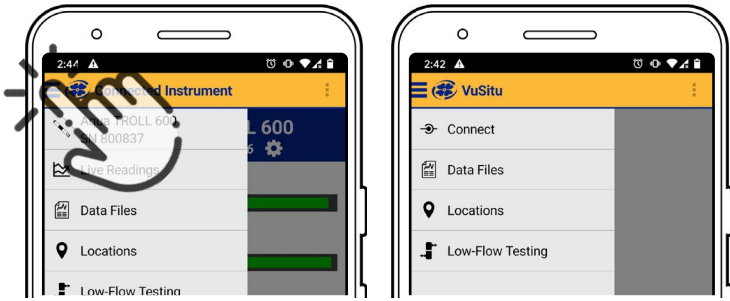 2:44
Connected Instrument
Aqua TROLL 600
SN 800837
L 600
6
Live Readings
Data Files
Locations
Low-Flow Testing
2:42
VuSitu
Connect
Data Files
Locations
Low-Flow Testing